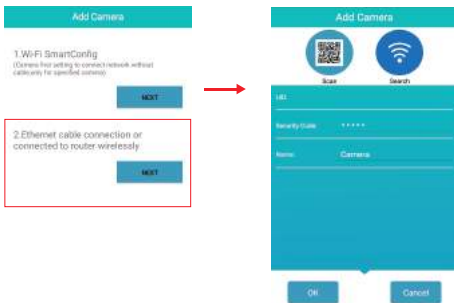 Add Camera
1.Wi-Fi SmartConfig
(Camera first setting to connect network without
cable,only for specified camera)
NEXT
2.Ethernet cable connection or
connected to router wirelessly
NEXT
Add Camera
Scan
Search
UID
Security Code
*****
Name
Camera
OK
Cancel